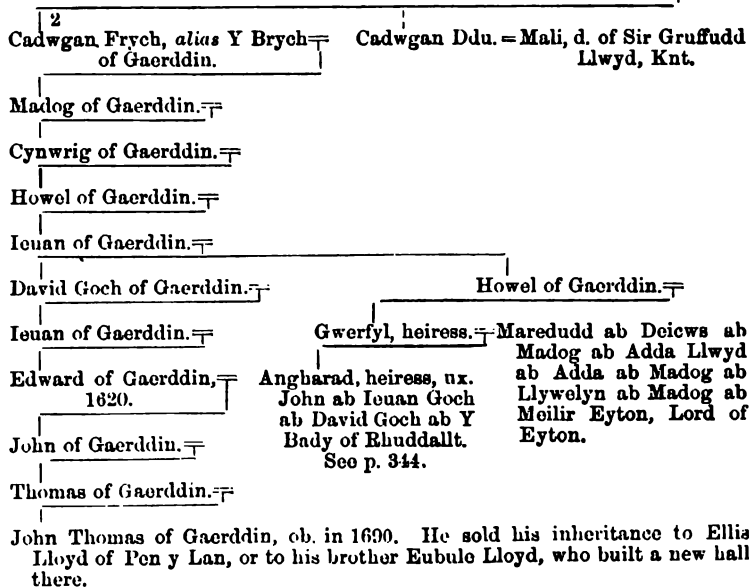 2
Cadwgan Frych, alias Y Brych
of Gaerddin.
Cadwgan Ddu. = Mali, d. of Sir Gruffudd
Llwyd, Knt.
Madog of Gaerddin.
Cynwrig of Gaerddin.
Howel of Gaerddin.
Ieuan of Gaerddin.
David Goch of Gaerddin.
Howel of Gaerddin.
Ieuan of Gaerddin.
Gwerfyl, heiress.
Maredudd ab Deicws ab
Madog ab Adda Llwyd
ab Adda ab Madog ab
Llywelyn ab Madog ab
Meilir Eyton, Lord of
Eyton.
Edward of Gaerddin,
1620.
Angharad, heiress, ux.
John ab Ieuan Goch
ab David Goch ab Y
Bady of Rhuddallt.
See p. 344.
John of Gaerddin.
Thomas of Gaerddin.
John Thomas of Gaerddin, ob. in 1690. He sold his inheritance to Ellis
Lloyd of Pen y Lan, or to his brother Eubule Lloyd, who built a new hall
there.